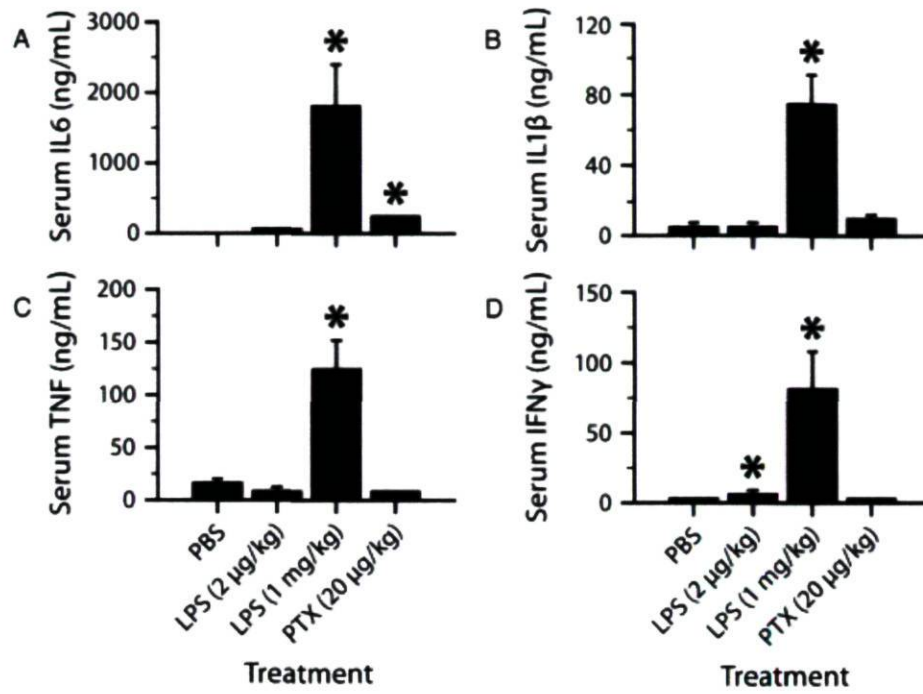 A
Serum IL6 (ng/mL)
3000
2000
1000
0
*
*
B
Serum IL1β (ng/mL)
120
80
40
0
*
C
Serum TNF (ng/mL)
200
150
100
50
0
*
PBS
LPS (2 µg/kg)
LPS (1 mg/kg)
PTX (20 µg/kg)
Treatment
D
Serum IFNγ (ng/mL)
150
100
50
0
*
*
PBS
LPS (2 µg/kg)
LPS (1 mg/kg)
PTX (20 µg/kg)
Treatment